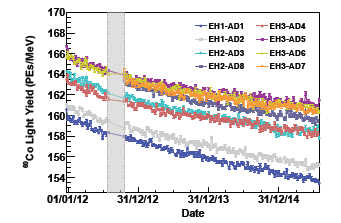 170
168
166
164
162
160
158
156
154
⁶⁰Co Light Yield (PEs/MeV)
EH1-AD1 EH3-AD4
EH1-AD2 EH3-AD5
EH2-AD3 EH3-AD6
EH2-AD8 EH3-AD7
01/01/12 31/12/12 31/12/13 31/12/14
Date